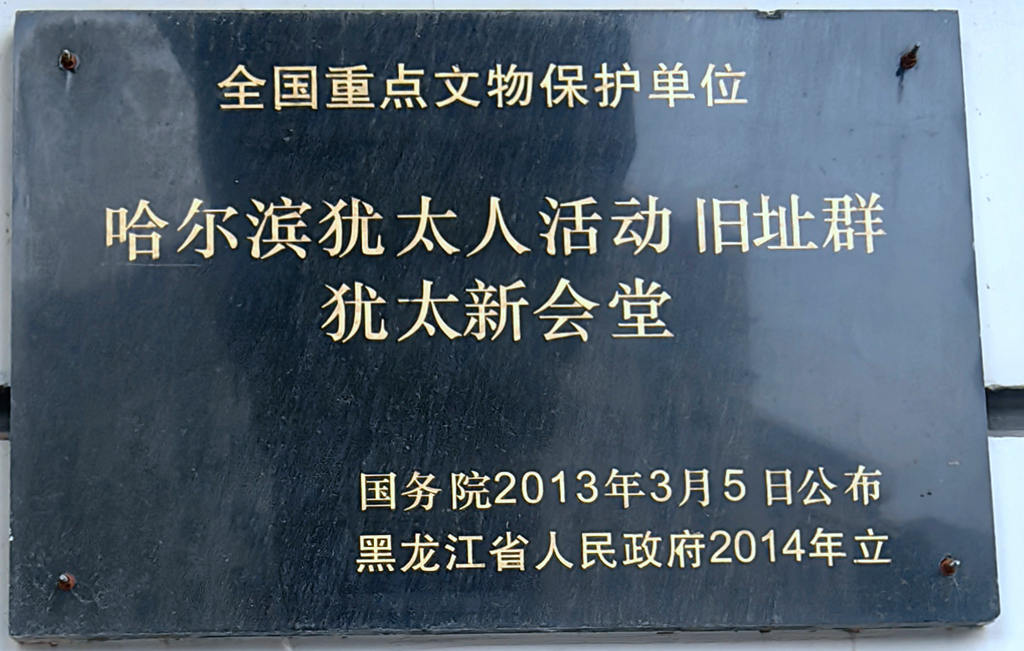 全国重点文物保护单位
哈尔滨犹太人活动旧址群
犹太新会堂
国务院2013年3月5日公布
黑龙江省人民政府2014年立